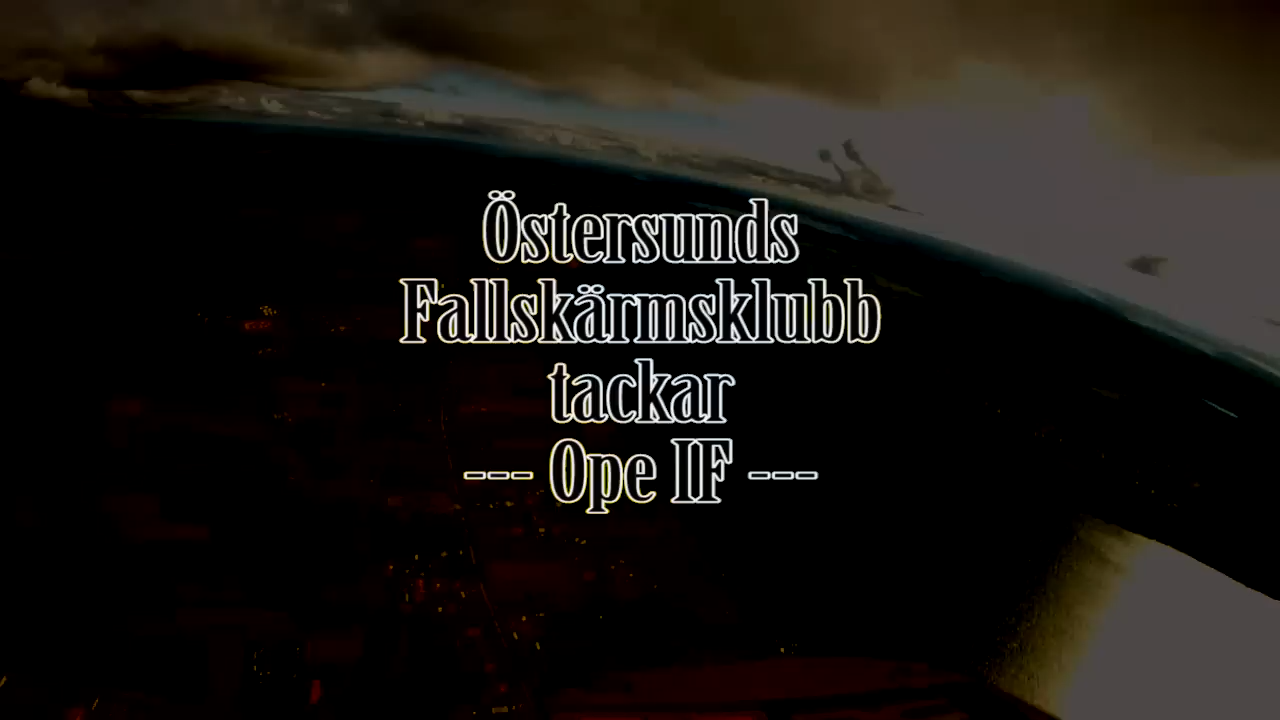 Östersunds
Fallskärmsklubb
tackar
--- Ope IF ---